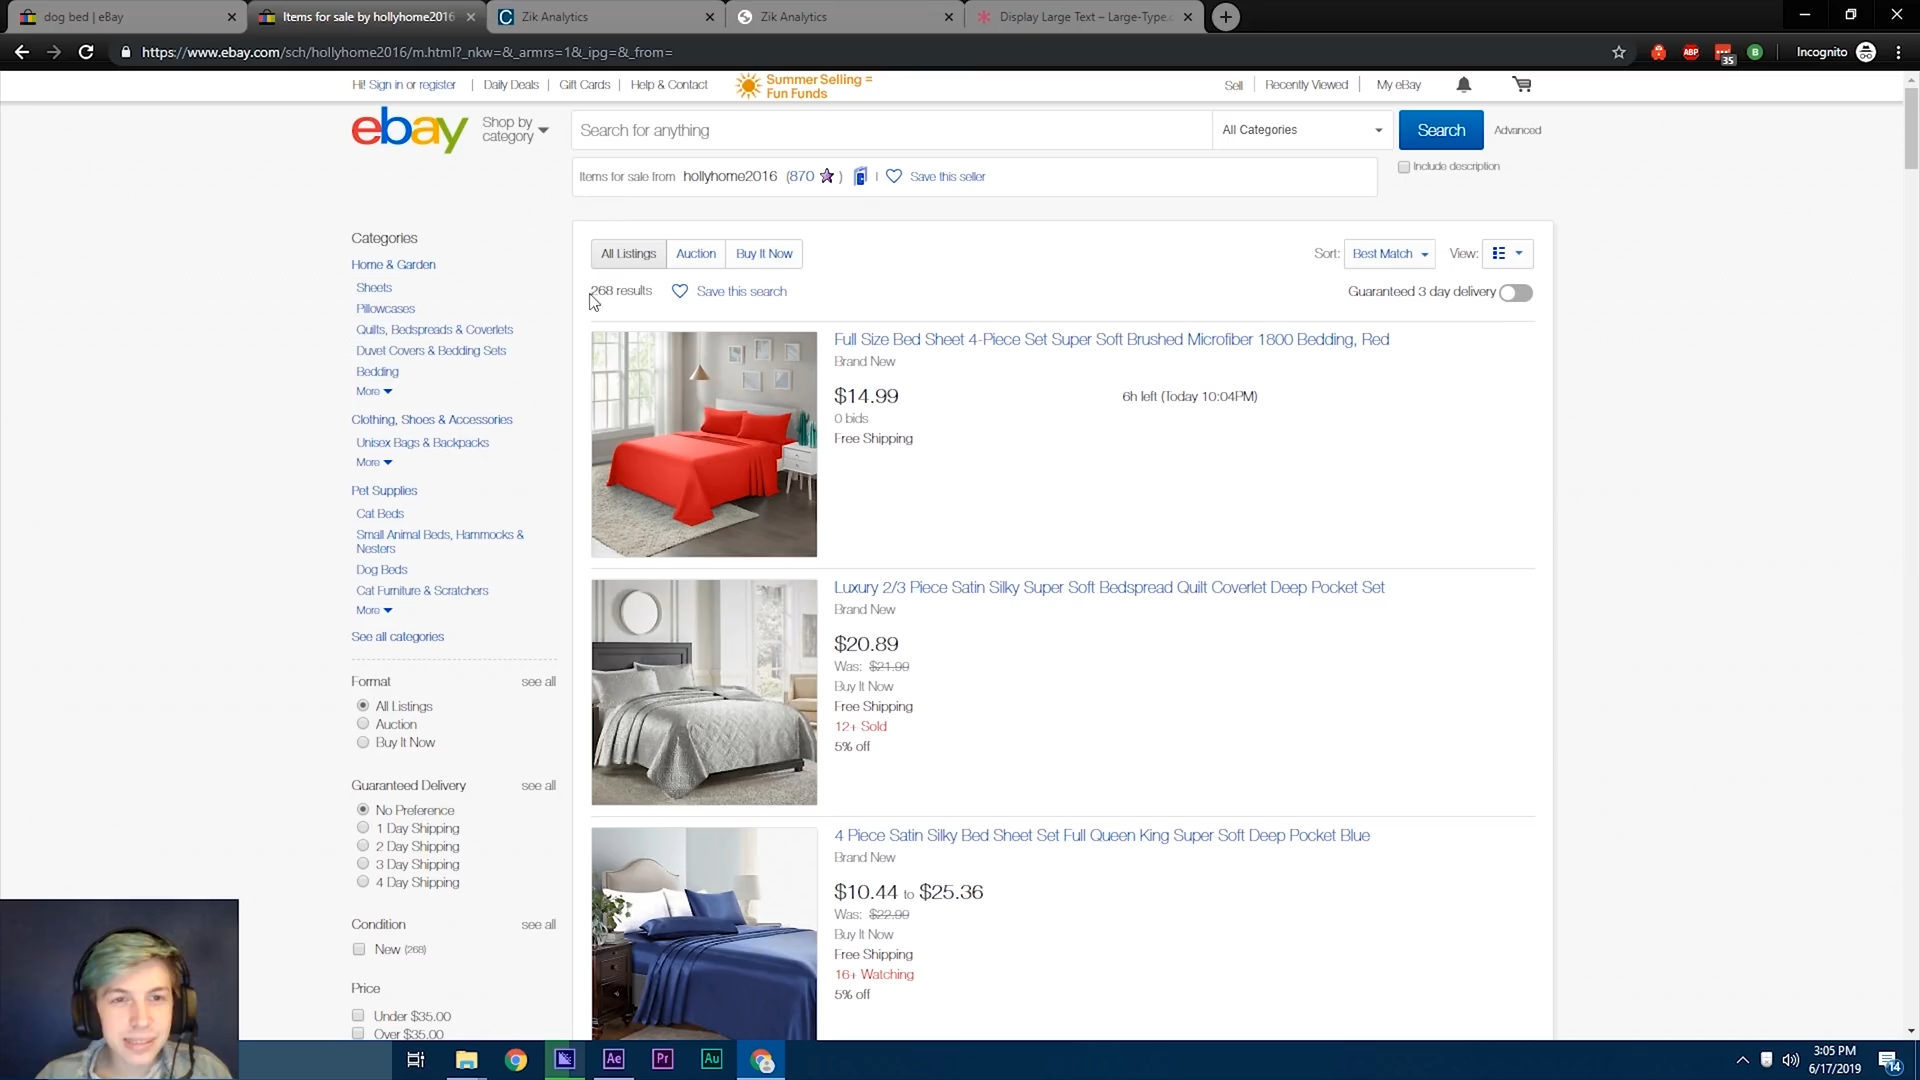 dog bed | eBay
Items for sale by hollyhome2016
Zik Analytics
Zik Analytics
Display Large Text – Large-Type.c
https://www.ebay.com/sch/hollyhome2016/m.html?_nkw=&_armrs=1&_ipg=&_from=
ABP
35
B
Incognito
Hi! Sign in or register
Daily Deals
Gift Cards
Help & Contact
Summer Selling =
Fun Funds
Sell
Recently Viewed
My eBay
ebay
Shop by
category
Search for anything
All Categories
Search
Advanced
Items for sale from hollyhome2016 (870 )
Save this seller
Include description
Categories
Home & Garden
Sheets
Pillowcases
Quilts, Bedspreads & Coverlets
Duvet Covers & Bedding Sets
Bedding
More
Clothing, Shoes & Accessories
Unisex Bags & Backpacks
More
Pet Supplies
Cat Beds
Small Animal Beds, Hammocks &
Nesters
Dog Beds
Cat Furniture & Scratchers
More
See all categories
Format
see all
All Listings
Auction
Buy It Now
Guaranteed Delivery
see all
No Preference
1 Day Shipping
2 Day Shipping
3 Day Shipping
4 Day Shipping
Condition
see all
New (268)
Price
Under $35.00
Over $35.00
All Listings
Auction
Buy It Now
Sort:
Best Match
View:
268 results
Save this search
Guaranteed 3 day delivery
Full Size Bed Sheet 4-Piece Set Super Soft Brushed Microfiber 1800 Bedding, Red
Brand New
$14.99
6h left (Today 10:04PM)
0 bids
Free Shipping
Luxury 2/3 Piece Satin Silky Super Soft Bedspread Quilt Coverlet Deep Pocket Set
Brand New
$20.89
Was: $21.99
Buy It Now
Free Shipping
12+ Sold
5% off
4 Piece Satin Silky Bed Sheet Set Full Queen King Super Soft Deep Pocket Blue
Brand New
$10.44 to $25.36
Was: $22.99
Buy It Now
Free Shipping
16+ Watching
5% off
Ae
Pr
Au
3:05 PM
6/17/2019
14